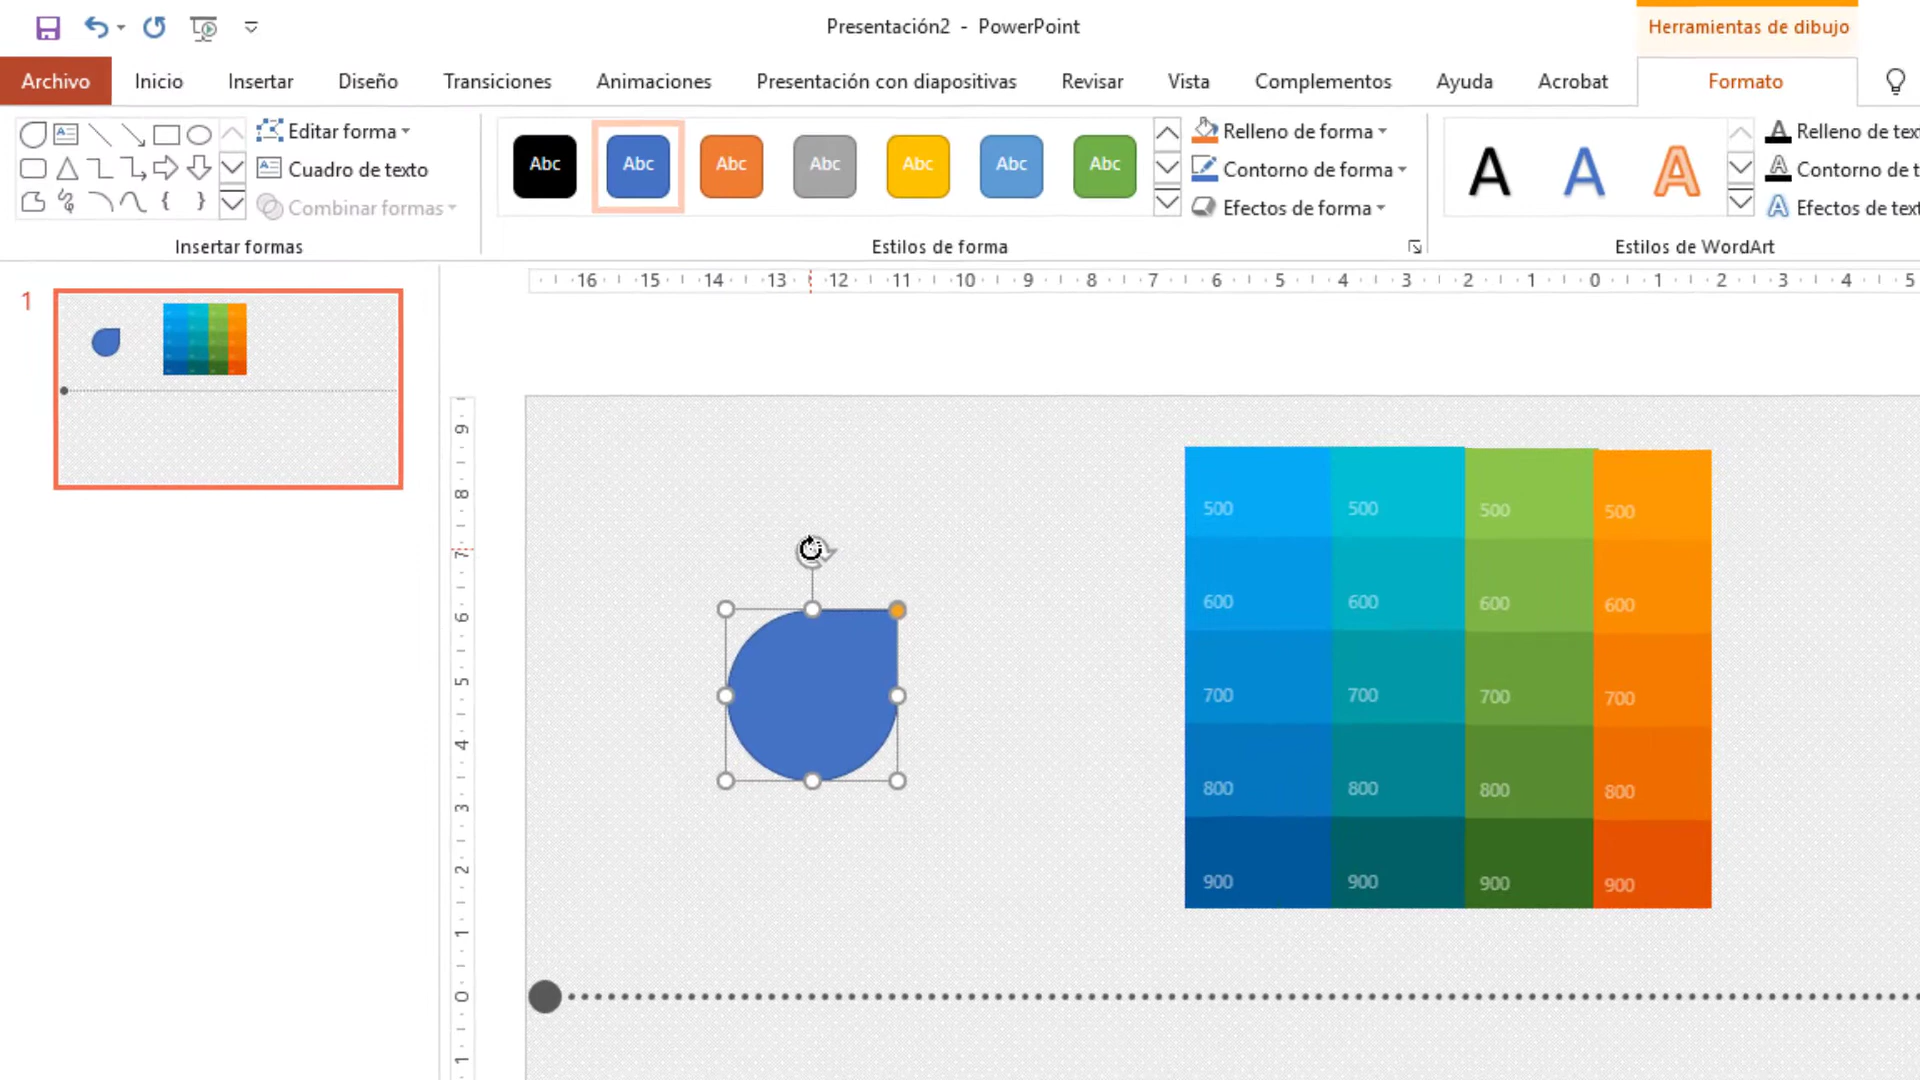 Presentación2 - PowerPoint
Herramientas de dibujo
Archivo Inicio Insertar Diseño Transiciones Animaciones Presentación con diapositivas Revisar Vista Complementos Ayuda Acrobat Formato
Editar forma
Cuadro de texto
Combinar formas
Insertar formas
Abc Abc Abc Abc Abc Abc Abc
Relleno de forma
Contorno de forma
Efectos de forma
Estilos de forma
A A A
Relleno de tex
Contorno de t
Efectos de tex
Estilos de WordArt
16 15 14 13 12 11 10 9 8 7 6 5 4 3 2 1 0 1 2 3 4 5
1
9
8
7
6
5
4
3
2
1
0
1
500 500 500 500
600 600 600 600
700 700 700 700
800 800 800 800
900 900 900 900